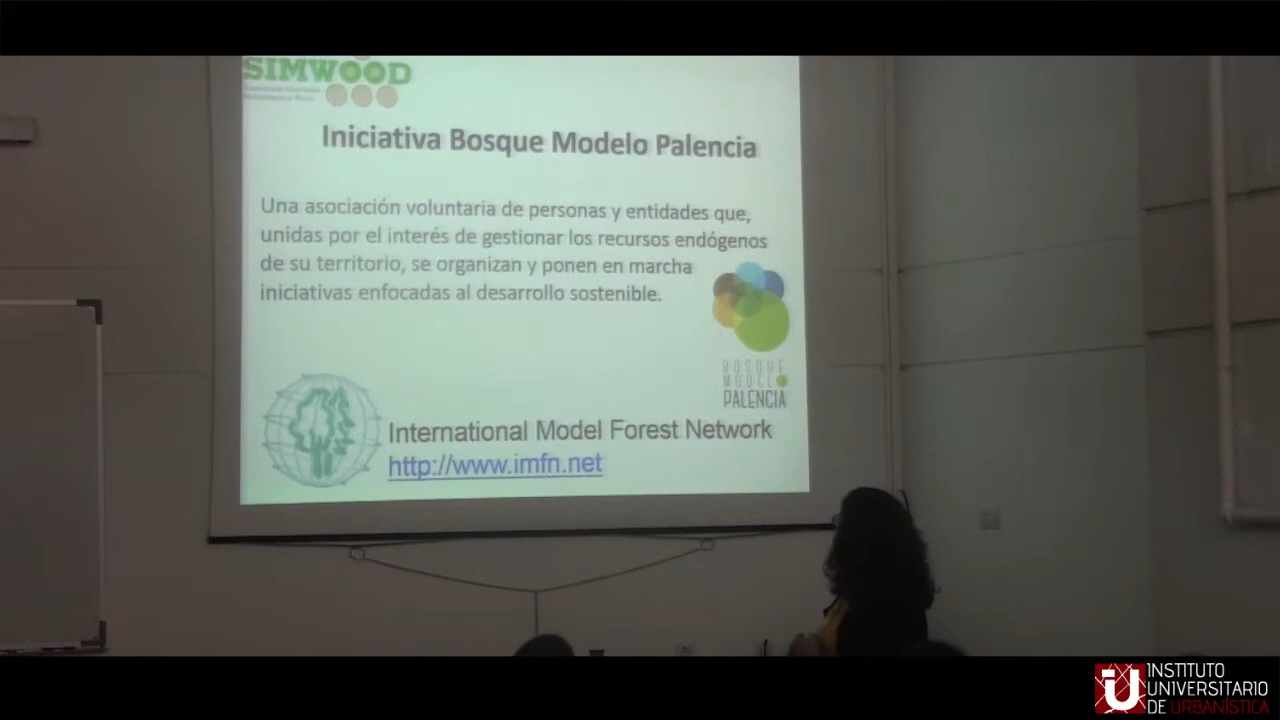 SIMWOOD
Iniciativa Bosque Modelo Palencia
Una asociación voluntaria de personas y entidades que,
unidas por el interés de gestionar los recursos endógenos
de su territorio, se organizan y ponen en marcha
iniciativas enfocadas al desarrollo sostenible.
BOSQUE
MODELO
PALENCIA
International Model Forest Network
http://www.imfn.net
INSTITUTO
UNIVERSITARIO
DE URBANÍSTICA